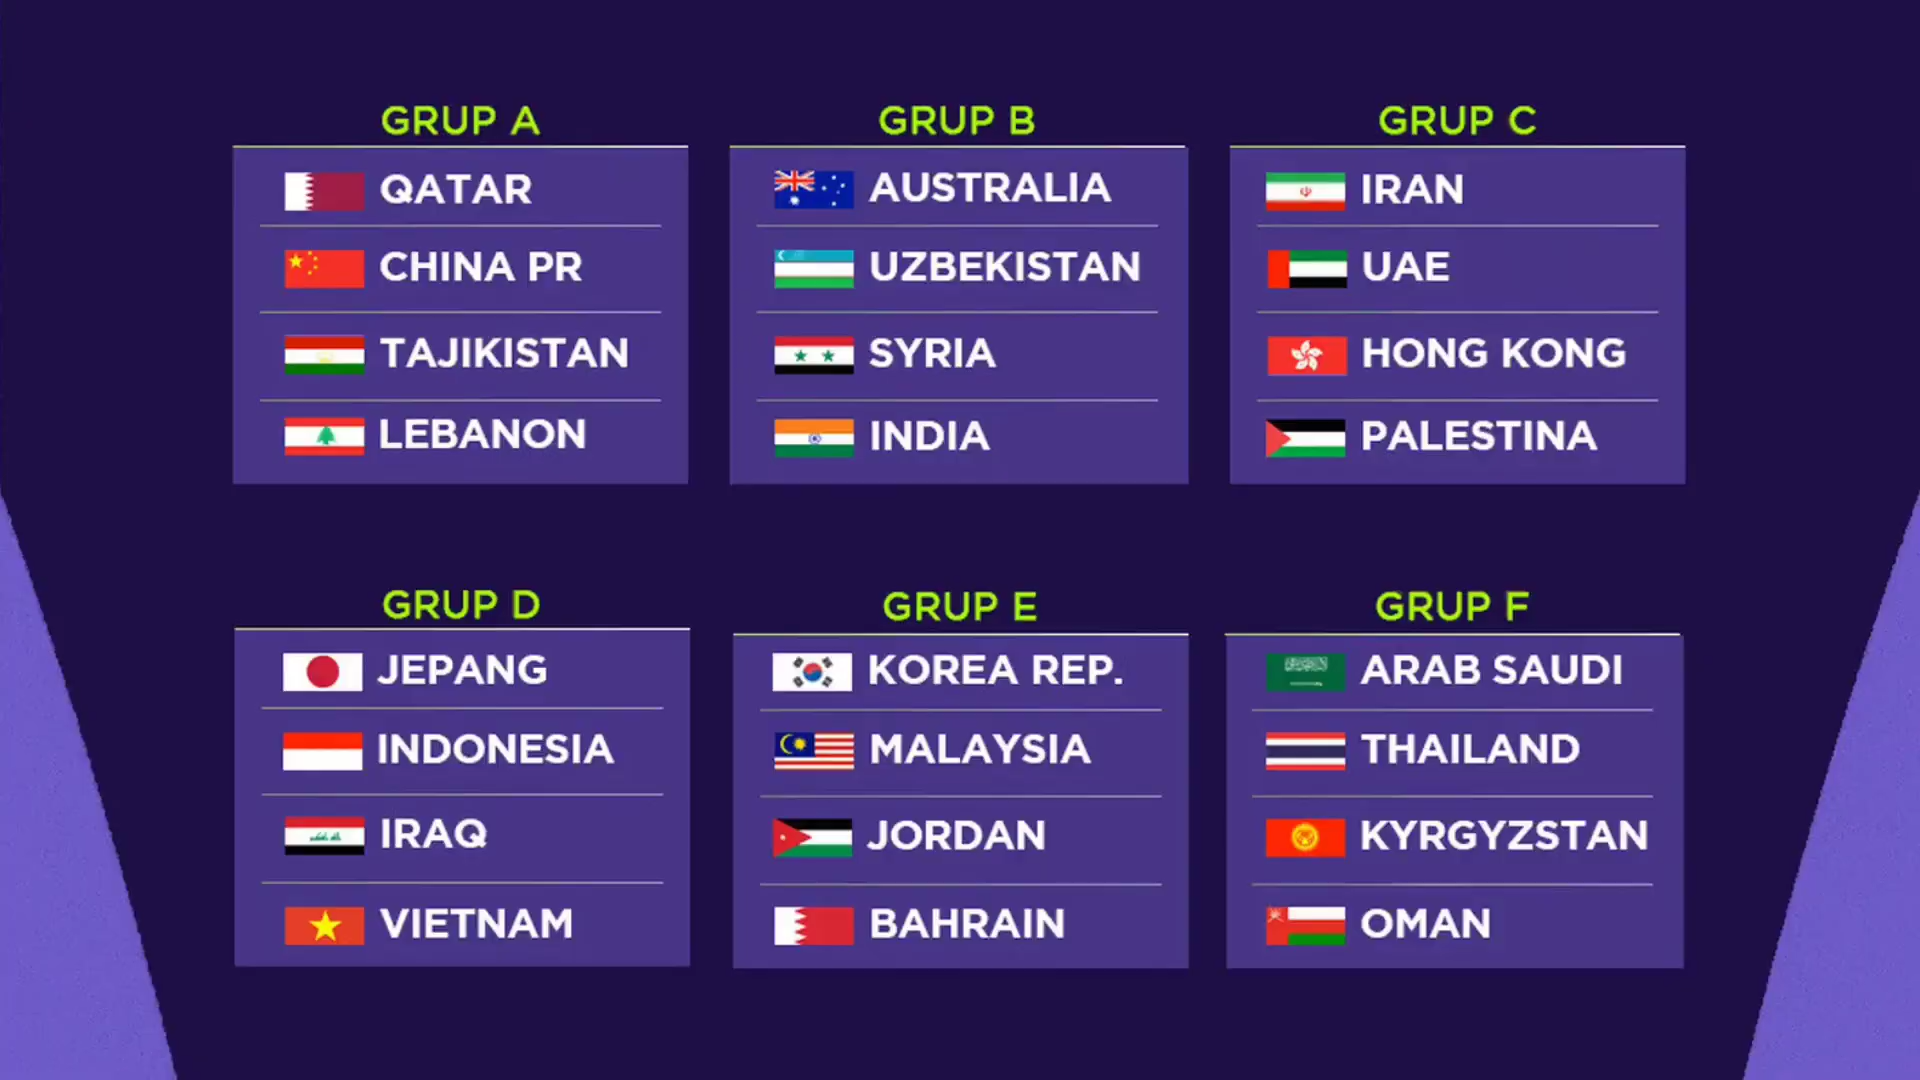 GRUP A
QATAR
CHINA PR
TAJIKISTAN
LEBANON
GRUP B
AUSTRALIA
UZBEKISTAN
SYRIA
INDIA
GRUP C
IRAN
UAE
HONG KONG
PALESTINA
GRUP D
JEPANG
INDONESIA
IRAQ
VIETNAM
GRUP E
KOREA REP.
MALAYSIA
JORDAN
BAHRAIN
GRUP F
ARAB SAUDI
THAILAND
KYRGYZSTAN
OMAN